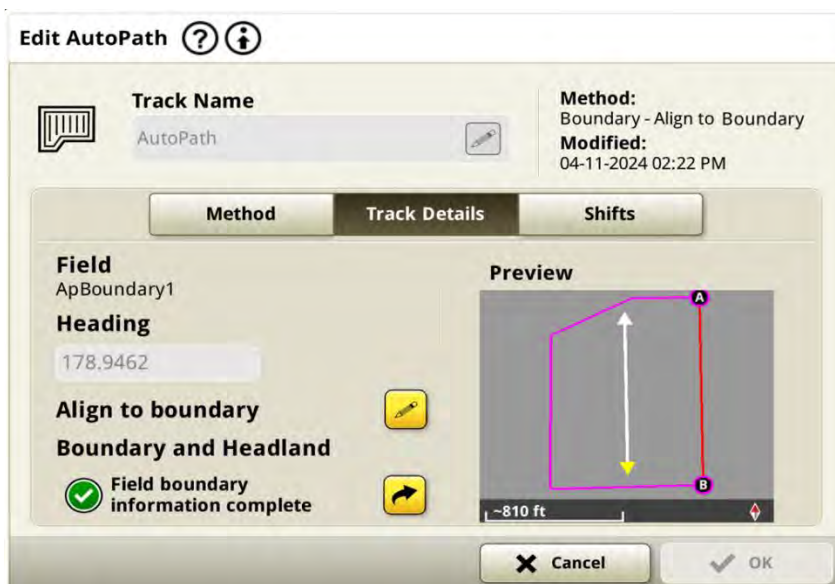 Edit AutoPath
Track Name
AutoPath
Method:
Boundary - Align to Boundary
Modified:
04-11-2024 02:22 PM
Method
Track Details
Shifts
Field
ApBoundary1
Heading
178.9462
Align to boundary
Boundary and Headland
Field boundary
information complete
Preview
A
B
~810 ft
Cancel
OK